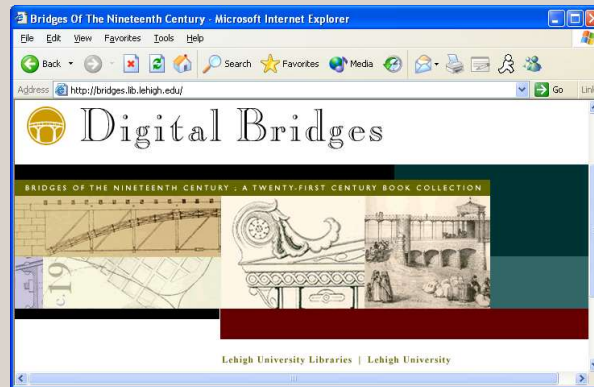 Bridges Of The Nineteenth Century - Microsoft Internet Explorer
File Edit View Favorites Tools Help
Back Search Favorites Media
Address http://bridges.lib.lehigh.edu/ Go Link
Digital Bridges
BRIDGES OF THE NINETEENTH CENTURY ; A TWENTY-FIRST CENTURY BOOK COLLECTION
c.19
Lehigh University Libraries | Lehigh University